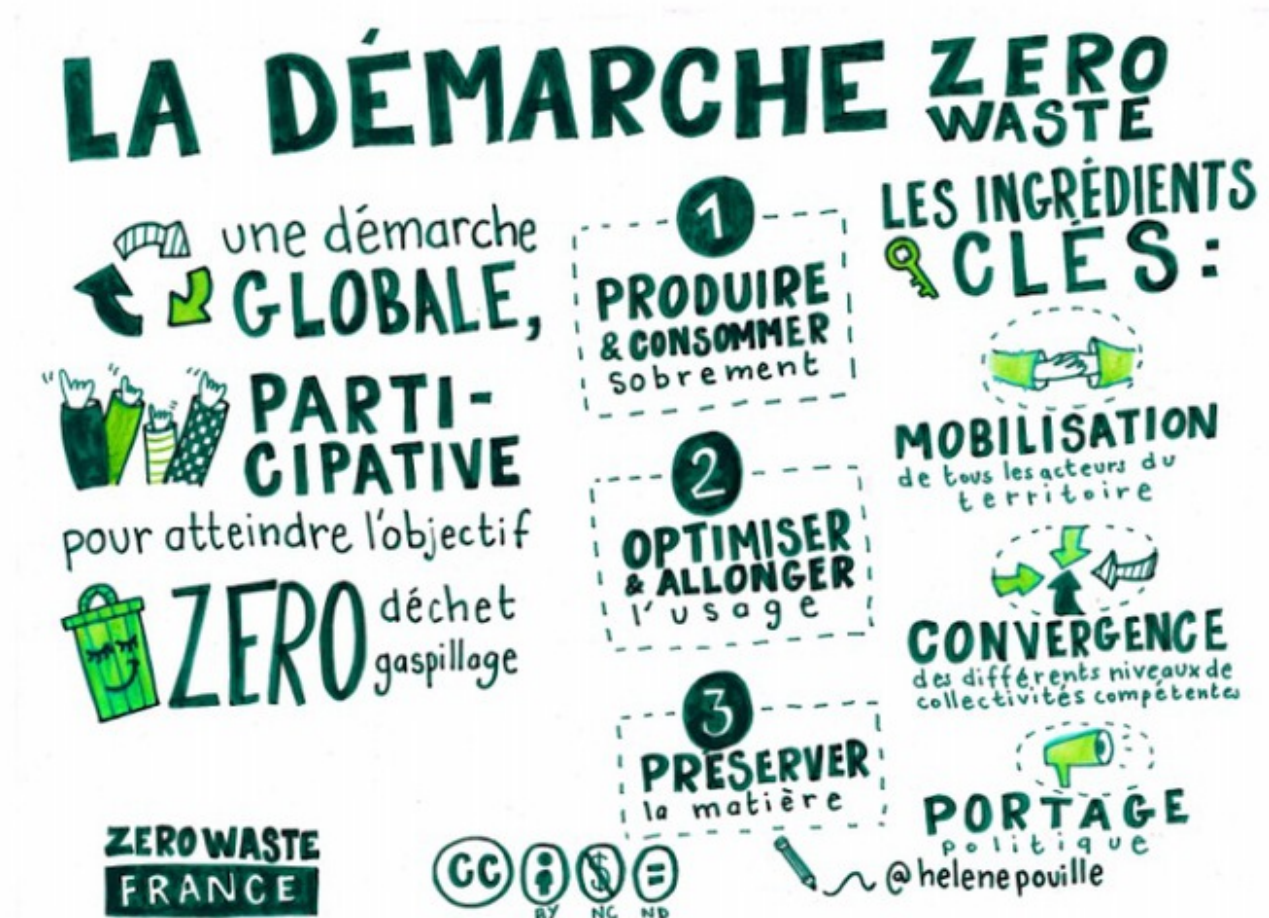 LA DÉMARCHE ZERO
WASTE
une démarche
GLOBALE,
PARTI-
CIPATIVE
pour atteindre l'objectif
ZERO déchet
gaspillage
1
PRODUIRE
& CONSOMMER
sobrement
2
OPTIMISER
& ALLONGER
l'usage
3
PRÉSERVER
la matière
LES INGRÉDIENTS
CLÉS :
MOBILISATION
de tous les acteurs du
territoire
CONVERGENCE
des différents niveaux de
collectivités compétentes
PORTAGE
politique
@helenepouille
ZERO WASTE
FRANCE
CC
BY NC ND